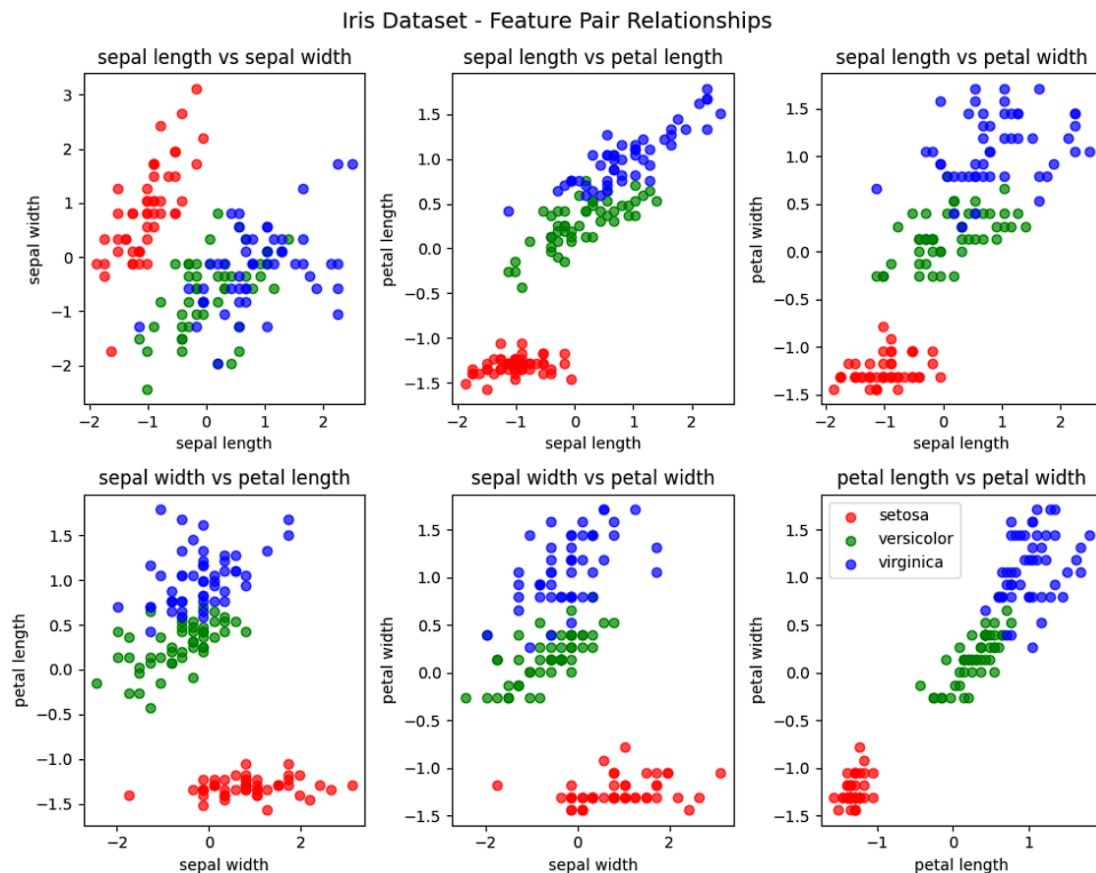 Iris Dataset - Feature Pair Relationships
sepal length vs sepal width
sepal length vs petal length
sepal length vs petal width
3
2
1
0
−1
−2
sepal width
−2 −1 0 1 2
sepal length
1.5
1.0
0.5
0.0
−0.5
−1.0
−1.5
petal length
−2 −1 0 1 2
sepal length
1.5
1.0
0.5
0.0
−0.5
−1.0
−1.5
petal width
−2 −1 0 1 2
sepal length
sepal width vs petal length
sepal width vs petal width
petal length vs petal width
1.5
1.0
0.5
0.0
−0.5
−1.0
−1.5
petal length
−2 0 2
sepal width
1.5
1.0
0.5
0.0
−0.5
−1.0
−1.5
petal width
−2 0 2
sepal width
setosa
versicolor
virginica
1.5
1.0
0.5
0.0
−0.5
−1.0
−1.5
petal width
−1 0 1
petal length